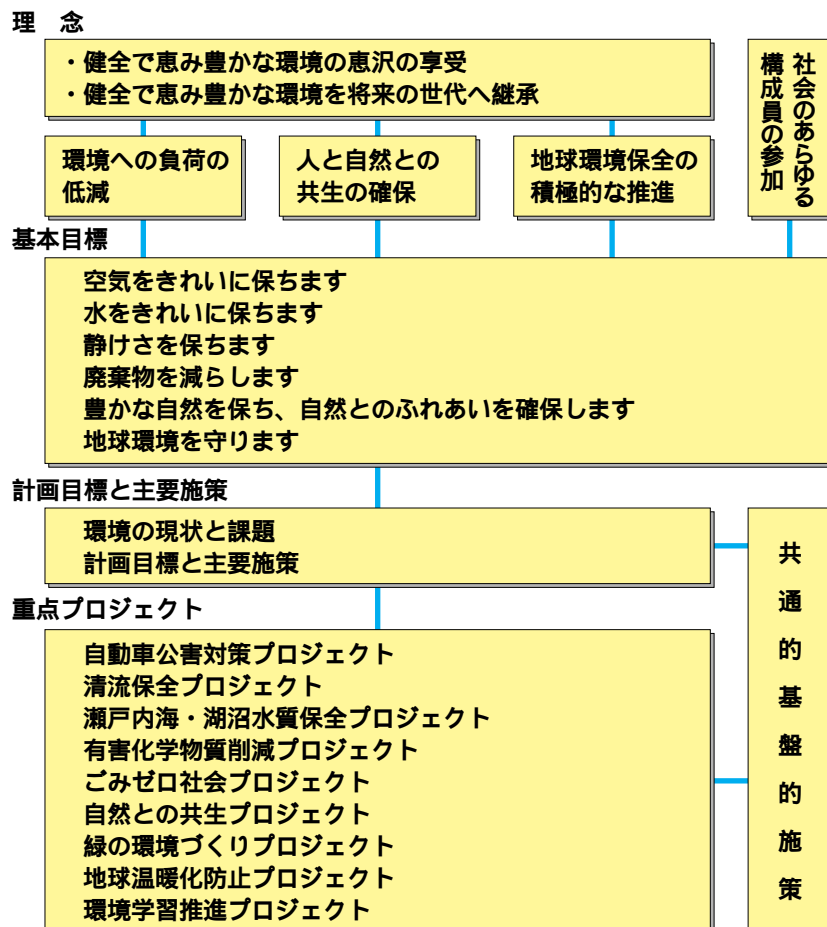 理　念
・健全で恵み豊かな環境の恵沢の享受
・健全で恵み豊かな環境を将来の世代へ継承
社会のあらゆる
構成員の参加
環境への負荷の
低減
人と自然との
共生の確保
地球環境保全の
積極的な推進
基本目標
空気をきれいに保ちます
水をきれいに保ちます
静けさを保ちます
廃棄物を減らします
豊かな自然を保ち、自然とのふれあいを確保します
地球環境を守ります
計画目標と主要施策
環境の現状と課題
計画目標と主要施策
共通的基盤的施策
重点プロジェクト
自動車公害対策プロジェクト
清流保全プロジェクト
瀬戸内海・湖沼水質保全プロジェクト
有害化学物質削減プロジェクト
ごみゼロ社会プロジェクト
自然との共生プロジェクト
緑の環境づくりプロジェクト
地球温暖化防止プロジェクト
環境学習推進プロジェクト